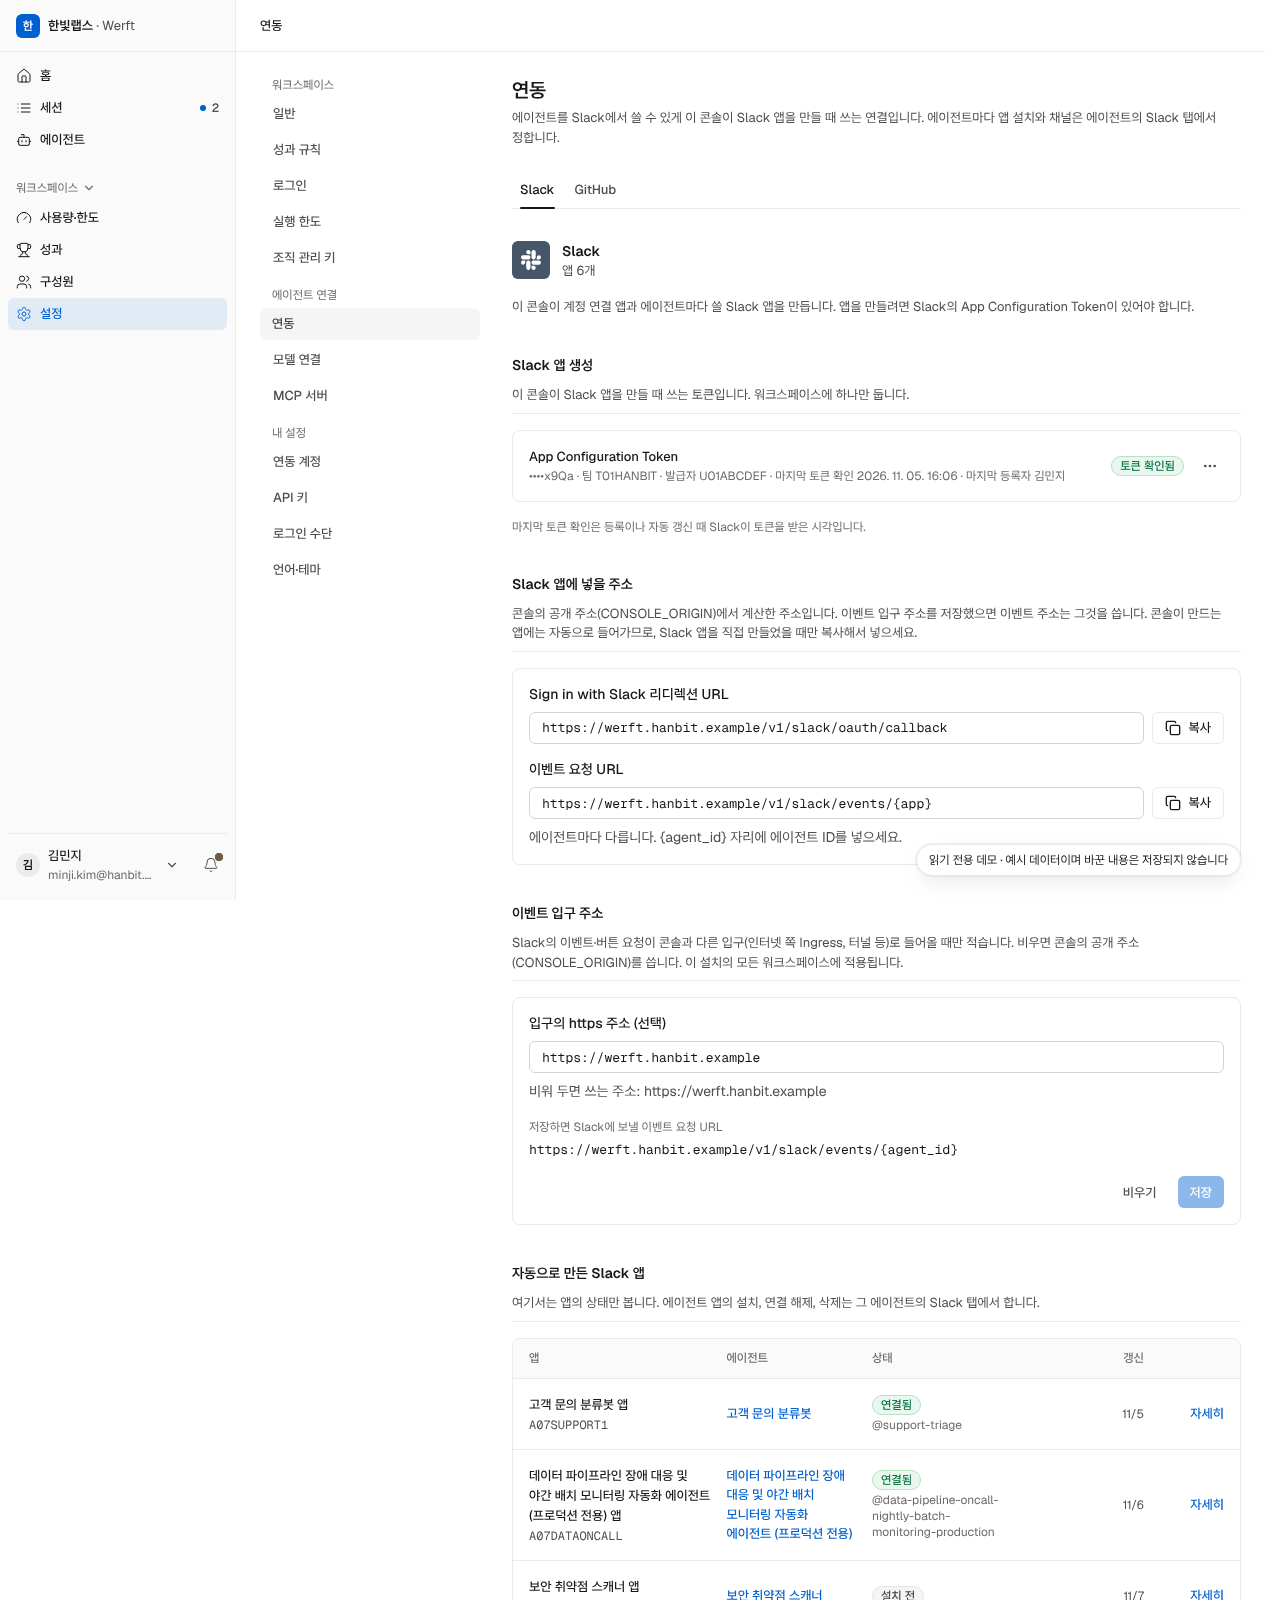 한
한빛랩스 · Werft
홈
세션
2
에이전트
워크스페이스
사용량·한도
성과
구성원
설정
김
김민지
minji.kim@hanbit....
연동
워크스페이스
일반
성과 규칙
로그인
실행 한도
조직 관리 키
에이전트 연결
연동
모델 연결
MCP 서버
내 설정
연동 계정
API 키
로그인 수단
언어·테마
연동
에이전트를 Slack에서 쓸 수 있게 이 콘솔이 Slack 앱을 만들 때 쓰는 연결입니다. 에이전트마다 앱 설치와 채널은 에이전트의 Slack 탭에서
정합니다.
Slack
GitHub
Slack
앱 6개
이 콘솔이 계정 연결 앱과 에이전트마다 쓸 Slack 앱을 만듭니다. 앱을 만들려면 Slack의 App Configuration Token이 있어야 합니다.
Slack 앱 생성
이 콘솔이 Slack 앱을 만들 때 쓰는 토큰입니다. 워크스페이스에 하나만 둡니다.
App Configuration Token
••••x9Qa · 팀 T01HANBIT · 발급자 U01ABCDEF · 마지막 토큰 확인 2026. 11. 05. 16:06 · 마지막 등록자 김민지
토큰 확인됨
마지막 토큰 확인은 등록이나 자동 갱신 때 Slack이 토큰을 받은 시각입니다.
Slack 앱에 넣을 주소
콘솔의 공개 주소(CONSOLE_ORIGIN)에서 계산한 주소입니다. 이벤트 입구 주소를 저장했으면 이벤트 주소는 그것을 씁니다. 콘솔이 만드는
앱에는 자동으로 들어가므로, Slack 앱을 직접 만들었을 때만 복사해서 넣으세요.
Sign in with Slack 리디렉션 URL
https://werft.hanbit.example/v1/slack/oauth/callback
복사
이벤트 요청 URL
https://werft.hanbit.example/v1/slack/events/{app}
복사
에이전트마다 다릅니다. {agent_id} 자리에 에이전트 ID를 넣으세요.
읽기 전용 데모 · 예시 데이터이며 바꾼 내용은 저장되지 않습니다
이벤트 입구 주소
Slack의 이벤트·버튼 요청이 콘솔과 다른 입구(인터넷 쪽 Ingress, 터널 등)로 들어올 때만 적습니다. 비우면 콘솔의 공개 주소
(CONSOLE_ORIGIN)를 씁니다. 이 설치의 모든 워크스페이스에 적용됩니다.
입구의 https 주소 (선택)
https://werft.hanbit.example
비워 두면 쓰는 주소: https://werft.hanbit.example
저장하면 Slack에 보낼 이벤트 요청 URL
https://werft.hanbit.example/v1/slack/events/{agent_id}
비우기
저장
자동으로 만든 Slack 앱
여기서는 앱의 상태만 봅니다. 에이전트 앱의 설치, 연결 해제, 삭제는 그 에이전트의 Slack 탭에서 합니다.
앱
에이전트
상태
갱신
고객 문의 분류봇 앱
A07SUPPORT1
고객 문의 분류봇
연결됨
@support-triage
11/5
자세히
데이터 파이프라인 장애 대응 및
야간 배치 모니터링 자동화 에이전트
(프로덕션 전용) 앱
A07DATAONCALL
데이터 파이프라인 장애
대응 및 야간 배치
모니터링 자동화
에이전트 (프로덕션 전용)
연결됨
@data-pipeline-oncall-
nightly-batch-
monitoring-production
11/6
자세히
보안 취약점 스캐너 앱
보안 취약점 스캐너
설치 전
11/7
자세히